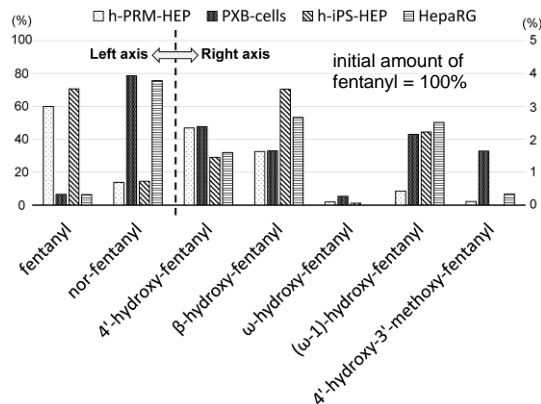 h-PRM-HEP PXB-cells h-iPS-HEP HepaRG
(%) (%)
Left axis Right axis
initial amount of
fentanyl = 100%
100 5
80 4
60 3
40 2
20 1
0 0
fentanyl
nor-fentanyl
4'-hydroxy-fentanyl
β-hydroxy-fentanyl
ω-hydroxy-fentanyl
(ω-1)-hydroxy-fentanyl
4'-hydroxy-3'-methoxy-fentanyl